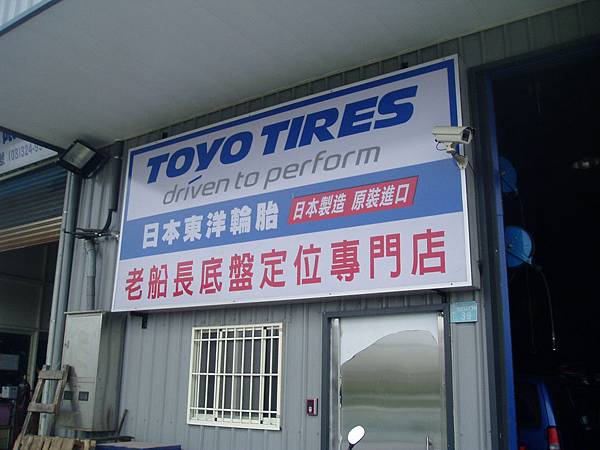 TOYO TIRES
driven to perform
日本東洋輪胎
日本製造 原裝進口
老船長底盤定位專門店